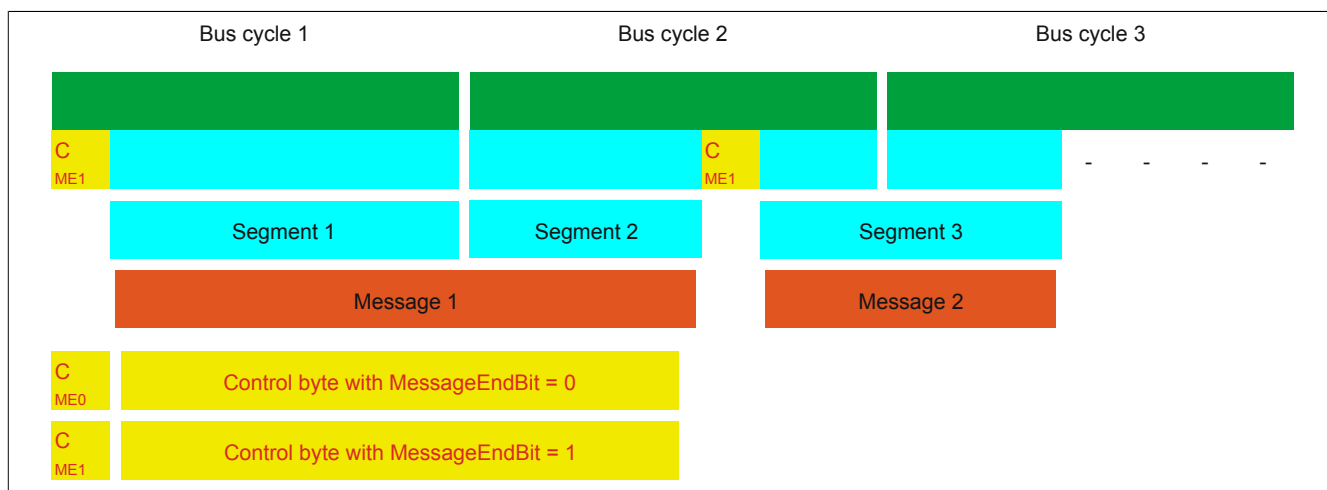 Bus cycle 1 Bus cycle 2 Bus cycle 3
C C - - - -
ME1 ME1
Segment 1 Segment 2 Segment 3
Message 1 Message 2
C
ME0
Control byte with MessageEndBit = 0
C
ME1
Control byte with MessageEndBit = 1